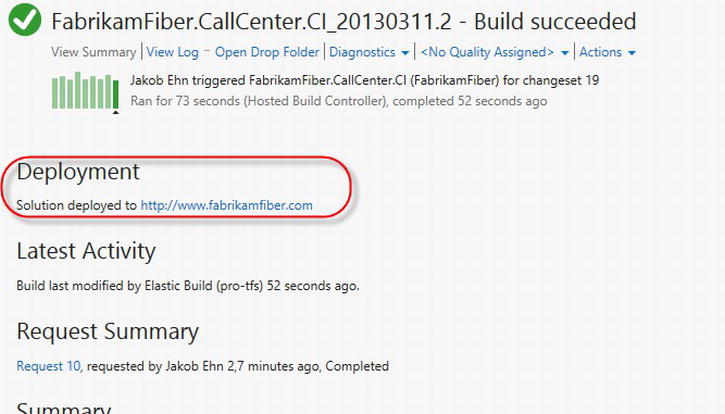 FabrikamFiber.CallCenter.CI_20130311.2 - Build succeeded
View Summary | View Log - Open Drop Folder | Diagnostics | <No Quality Assigned> | Actions
Jakob Ehn triggered FabrikamFiber.CallCenter.CI (FabrikamFiber) for changeset 19
Ran for 73 seconds (Hosted Build Controller), completed 52 seconds ago
Deployment
Solution deployed to http://www.fabrikamfiber.com
Latest Activity
Build last modified by Elastic Build (pro-tfs) 52 seconds ago.
Request Summary
Request 10, requested by Jakob Ehn 2,7 minutes ago, Completed
Summary